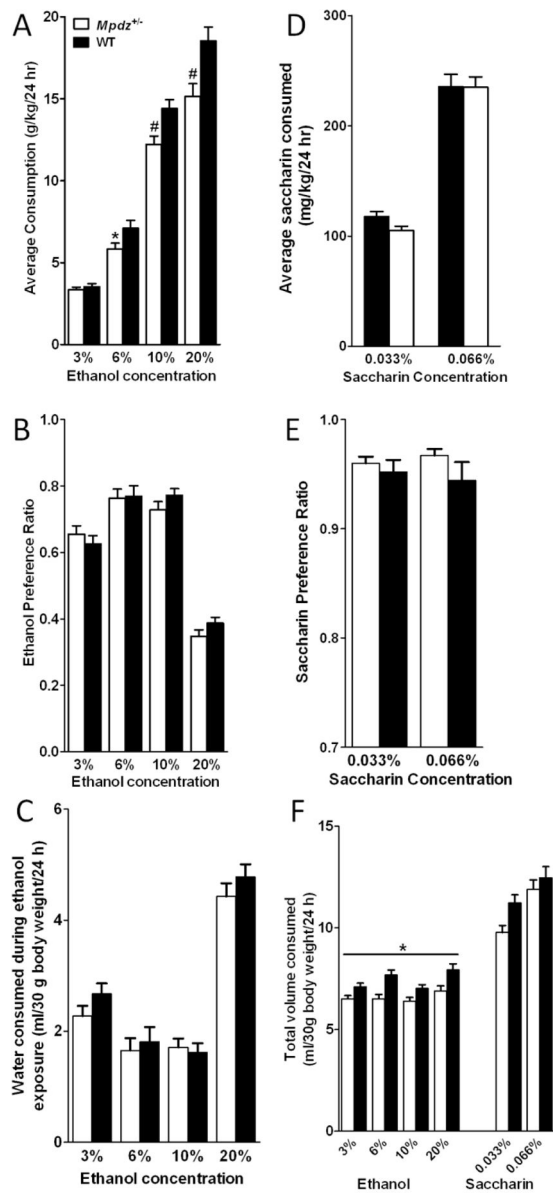 A
Mpdz+/-
WT
Average Consumption (g/kg/24 hr)
20
15
10
5
0
*
#
#
3% 6% 10% 20%
Ethanol concentration
D
Average saccharin consumed
(mg/kg/24 hr)
300
200
100
0
0.033% 0.066%
Saccharin Concentration
B
Ethanol Preference Ratio
1.0
0.8
0.6
0.4
0.2
0.0
3% 6% 10% 20%
Ethanol concentration
E
Saccharin Preference Ratio
1.0
0.9
0.8
0.7
0.033% 0.066%
Saccharin Concentration
C
Water consumed during ethanol
exposure (ml/30 g body weight/24 h)
6
4
2
0
3% 6% 10% 20%
Ethanol concentration
F
Total volume consumed
(ml/30g body weight/24 h)
15
10
5
0
*
3% 6% 10% 20% 0.033% 0.066%
Ethanol Saccharin